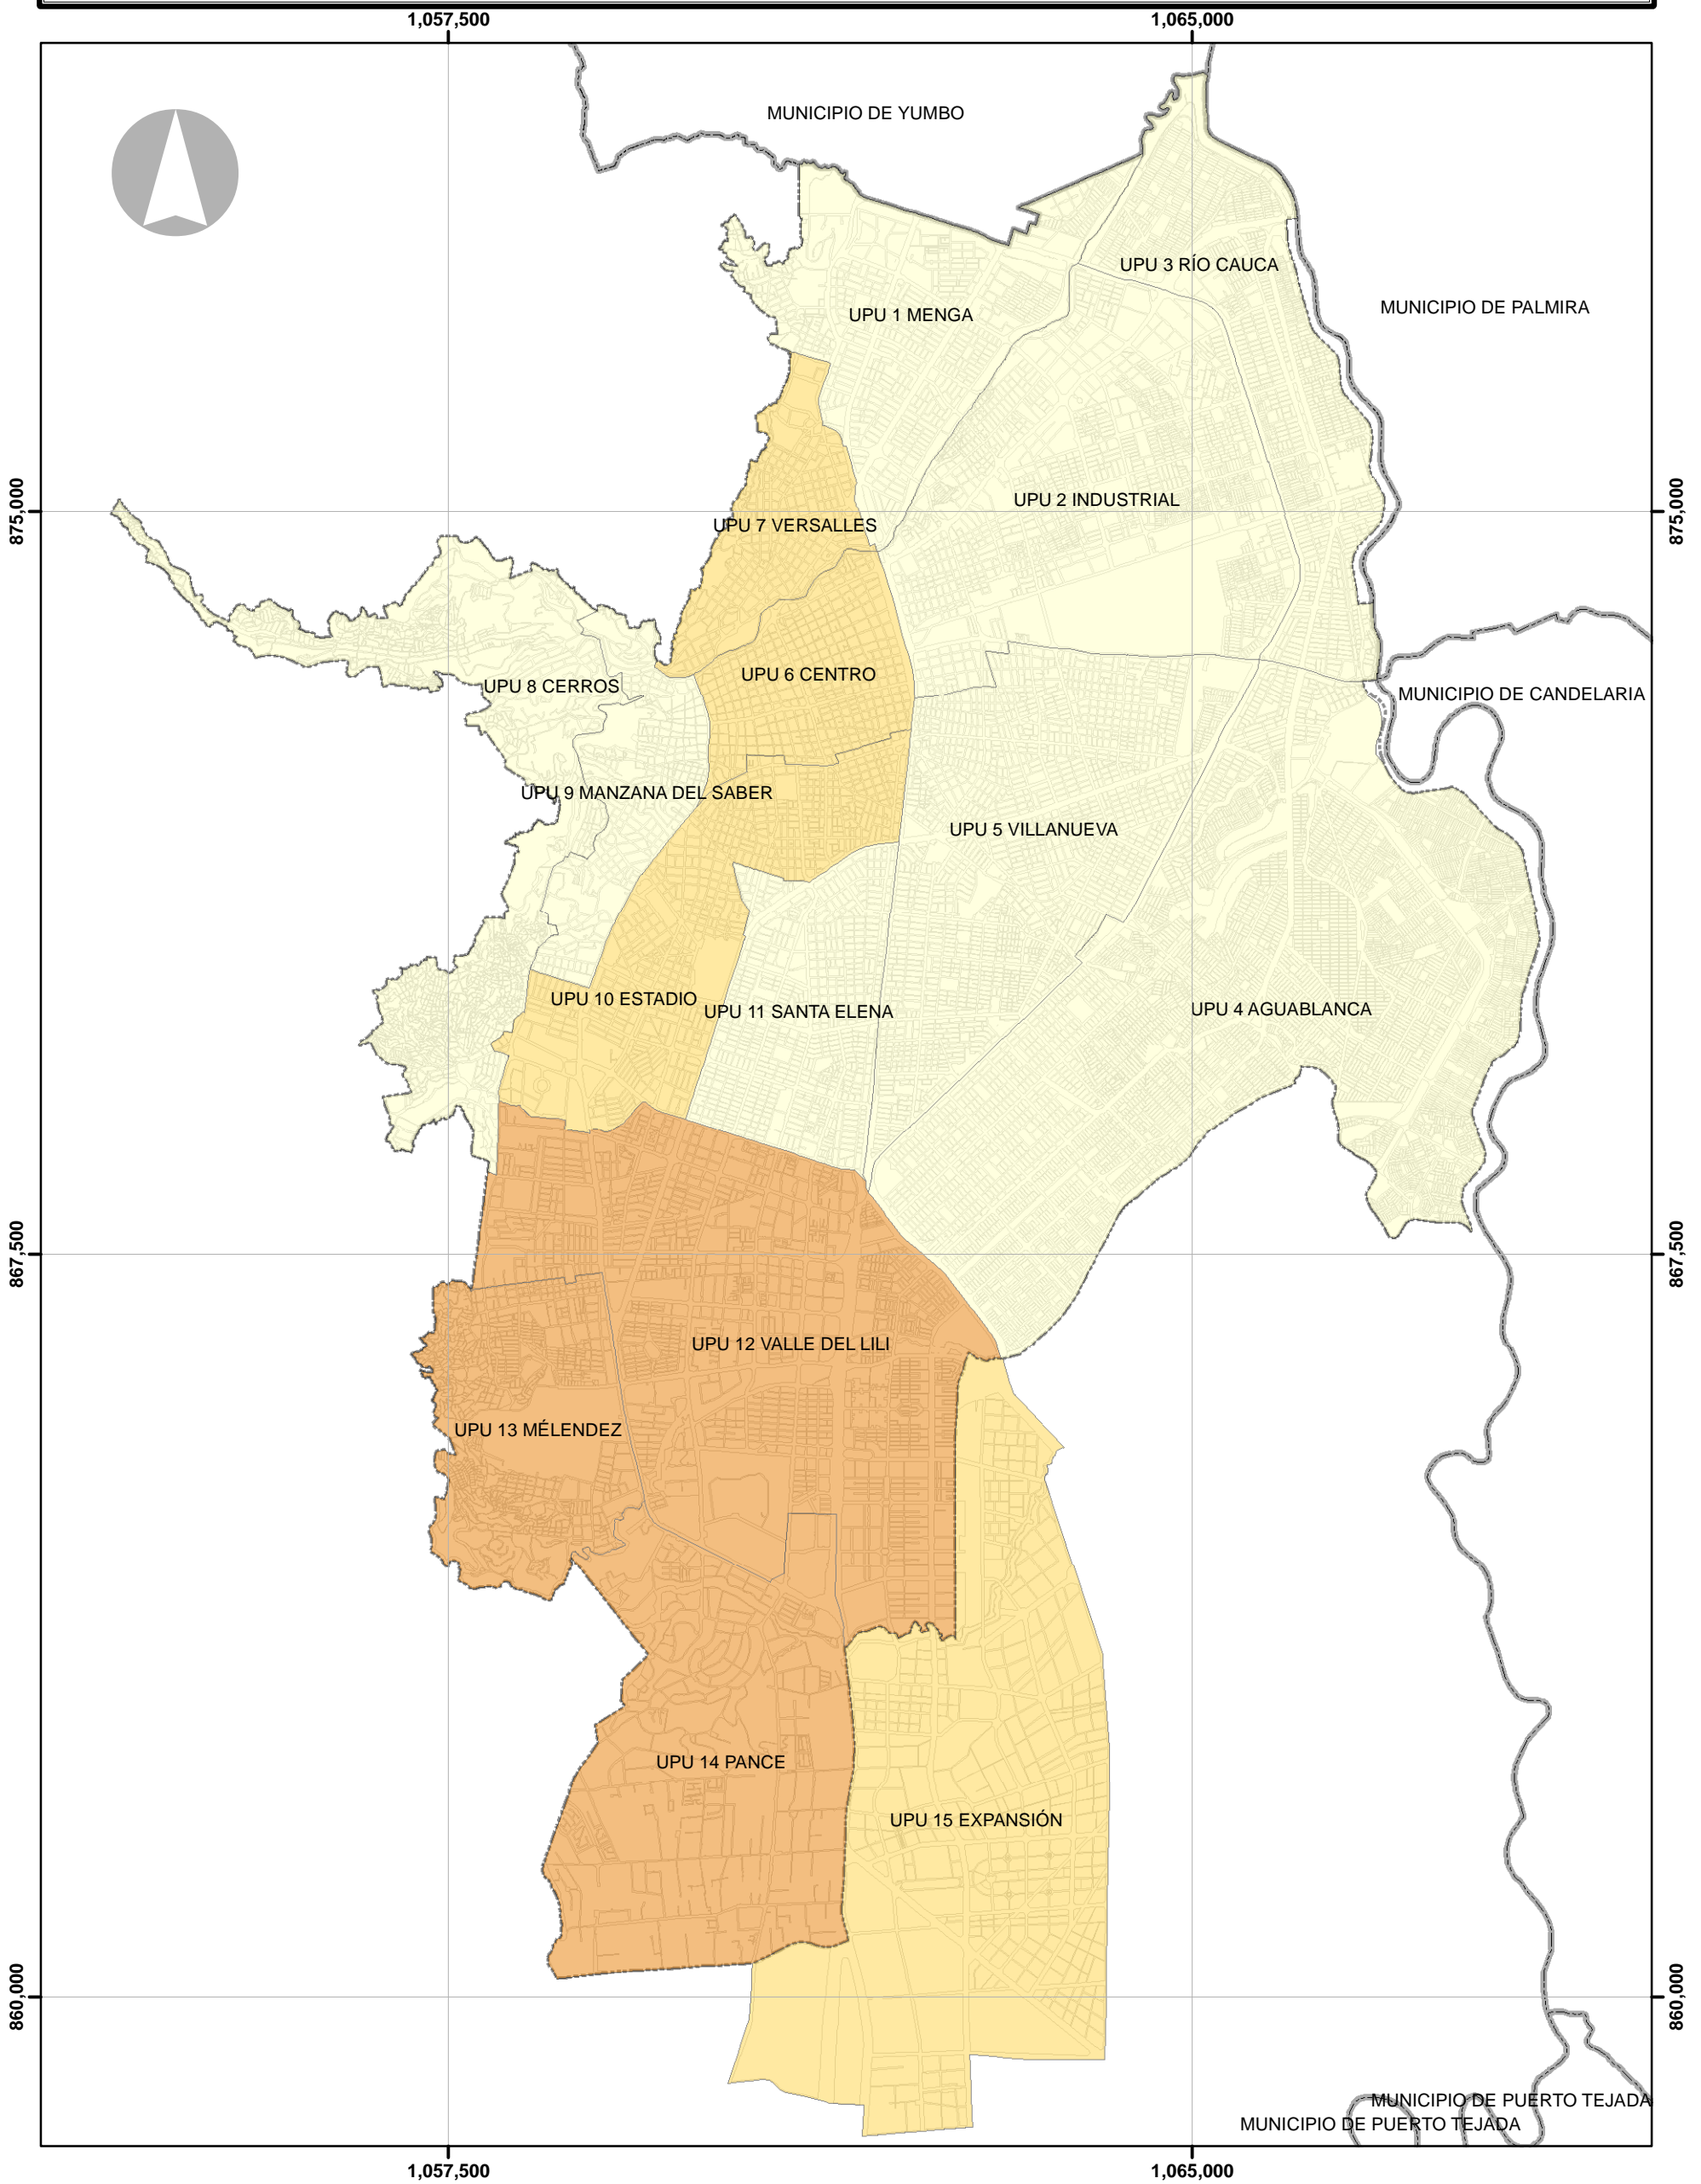 1,057,500
1,065,000
MUNICIPIO DE YUMBO
UPU 3 RÍO CAUCA
MUNICIPIO DE PALMIRA
UPU 1 MENGA
875,000
875,000
UPU 2 INDUSTRIAL
UPU 7 VERSALLES
UPU 6 CENTRO
UPU 8 CERROS
MUNICIPIO DE CANDELARIA
UPU 9 MANZANA DEL SABER
UPU 5 VILLANUEVA
UPU 10 ESTADIO
UPU 11 SANTA ELENA
UPU 4 AGUABLANCA
867,500
867,500
UPU 12 VALLE DEL LILI
UPU 13 MÉLENDEZ
UPU 14 PANCE
UPU 15 EXPANSIÓN
860,000
860,000
MUNICIPIO DE PUERTO TEJADA
MUNICIPIO DE PUERTO TEJADA
1,057,500
1,065,000